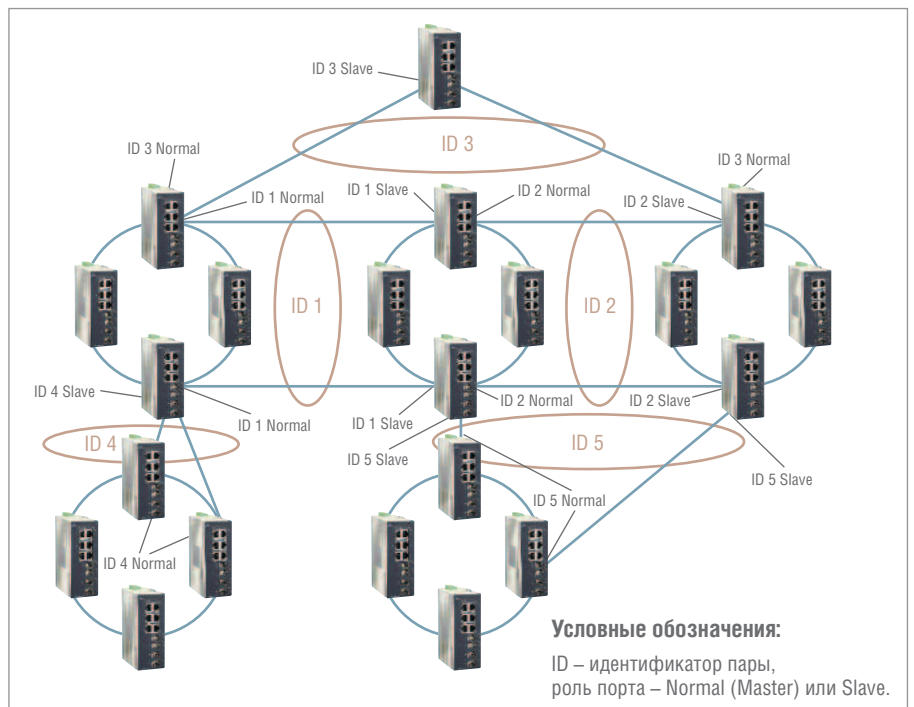 ID 3 Slave
ID 3
ID 3 Normal
ID 3 Normal
ID 1 Normal
ID 1 Slave
ID 2 Normal
ID 2 Slave
ID 1
ID 2
ID 4 Slave
ID 1 Normal
ID 1 Slave
ID 2 Normal
ID 2 Slave
ID 4
ID 5 Slave
ID 5
ID 5 Slave
ID 5 Normal
ID 4 Normal
Условные обозначения:
ID – идентификатор пары,
роль порта – Normal (Master) или Slave.